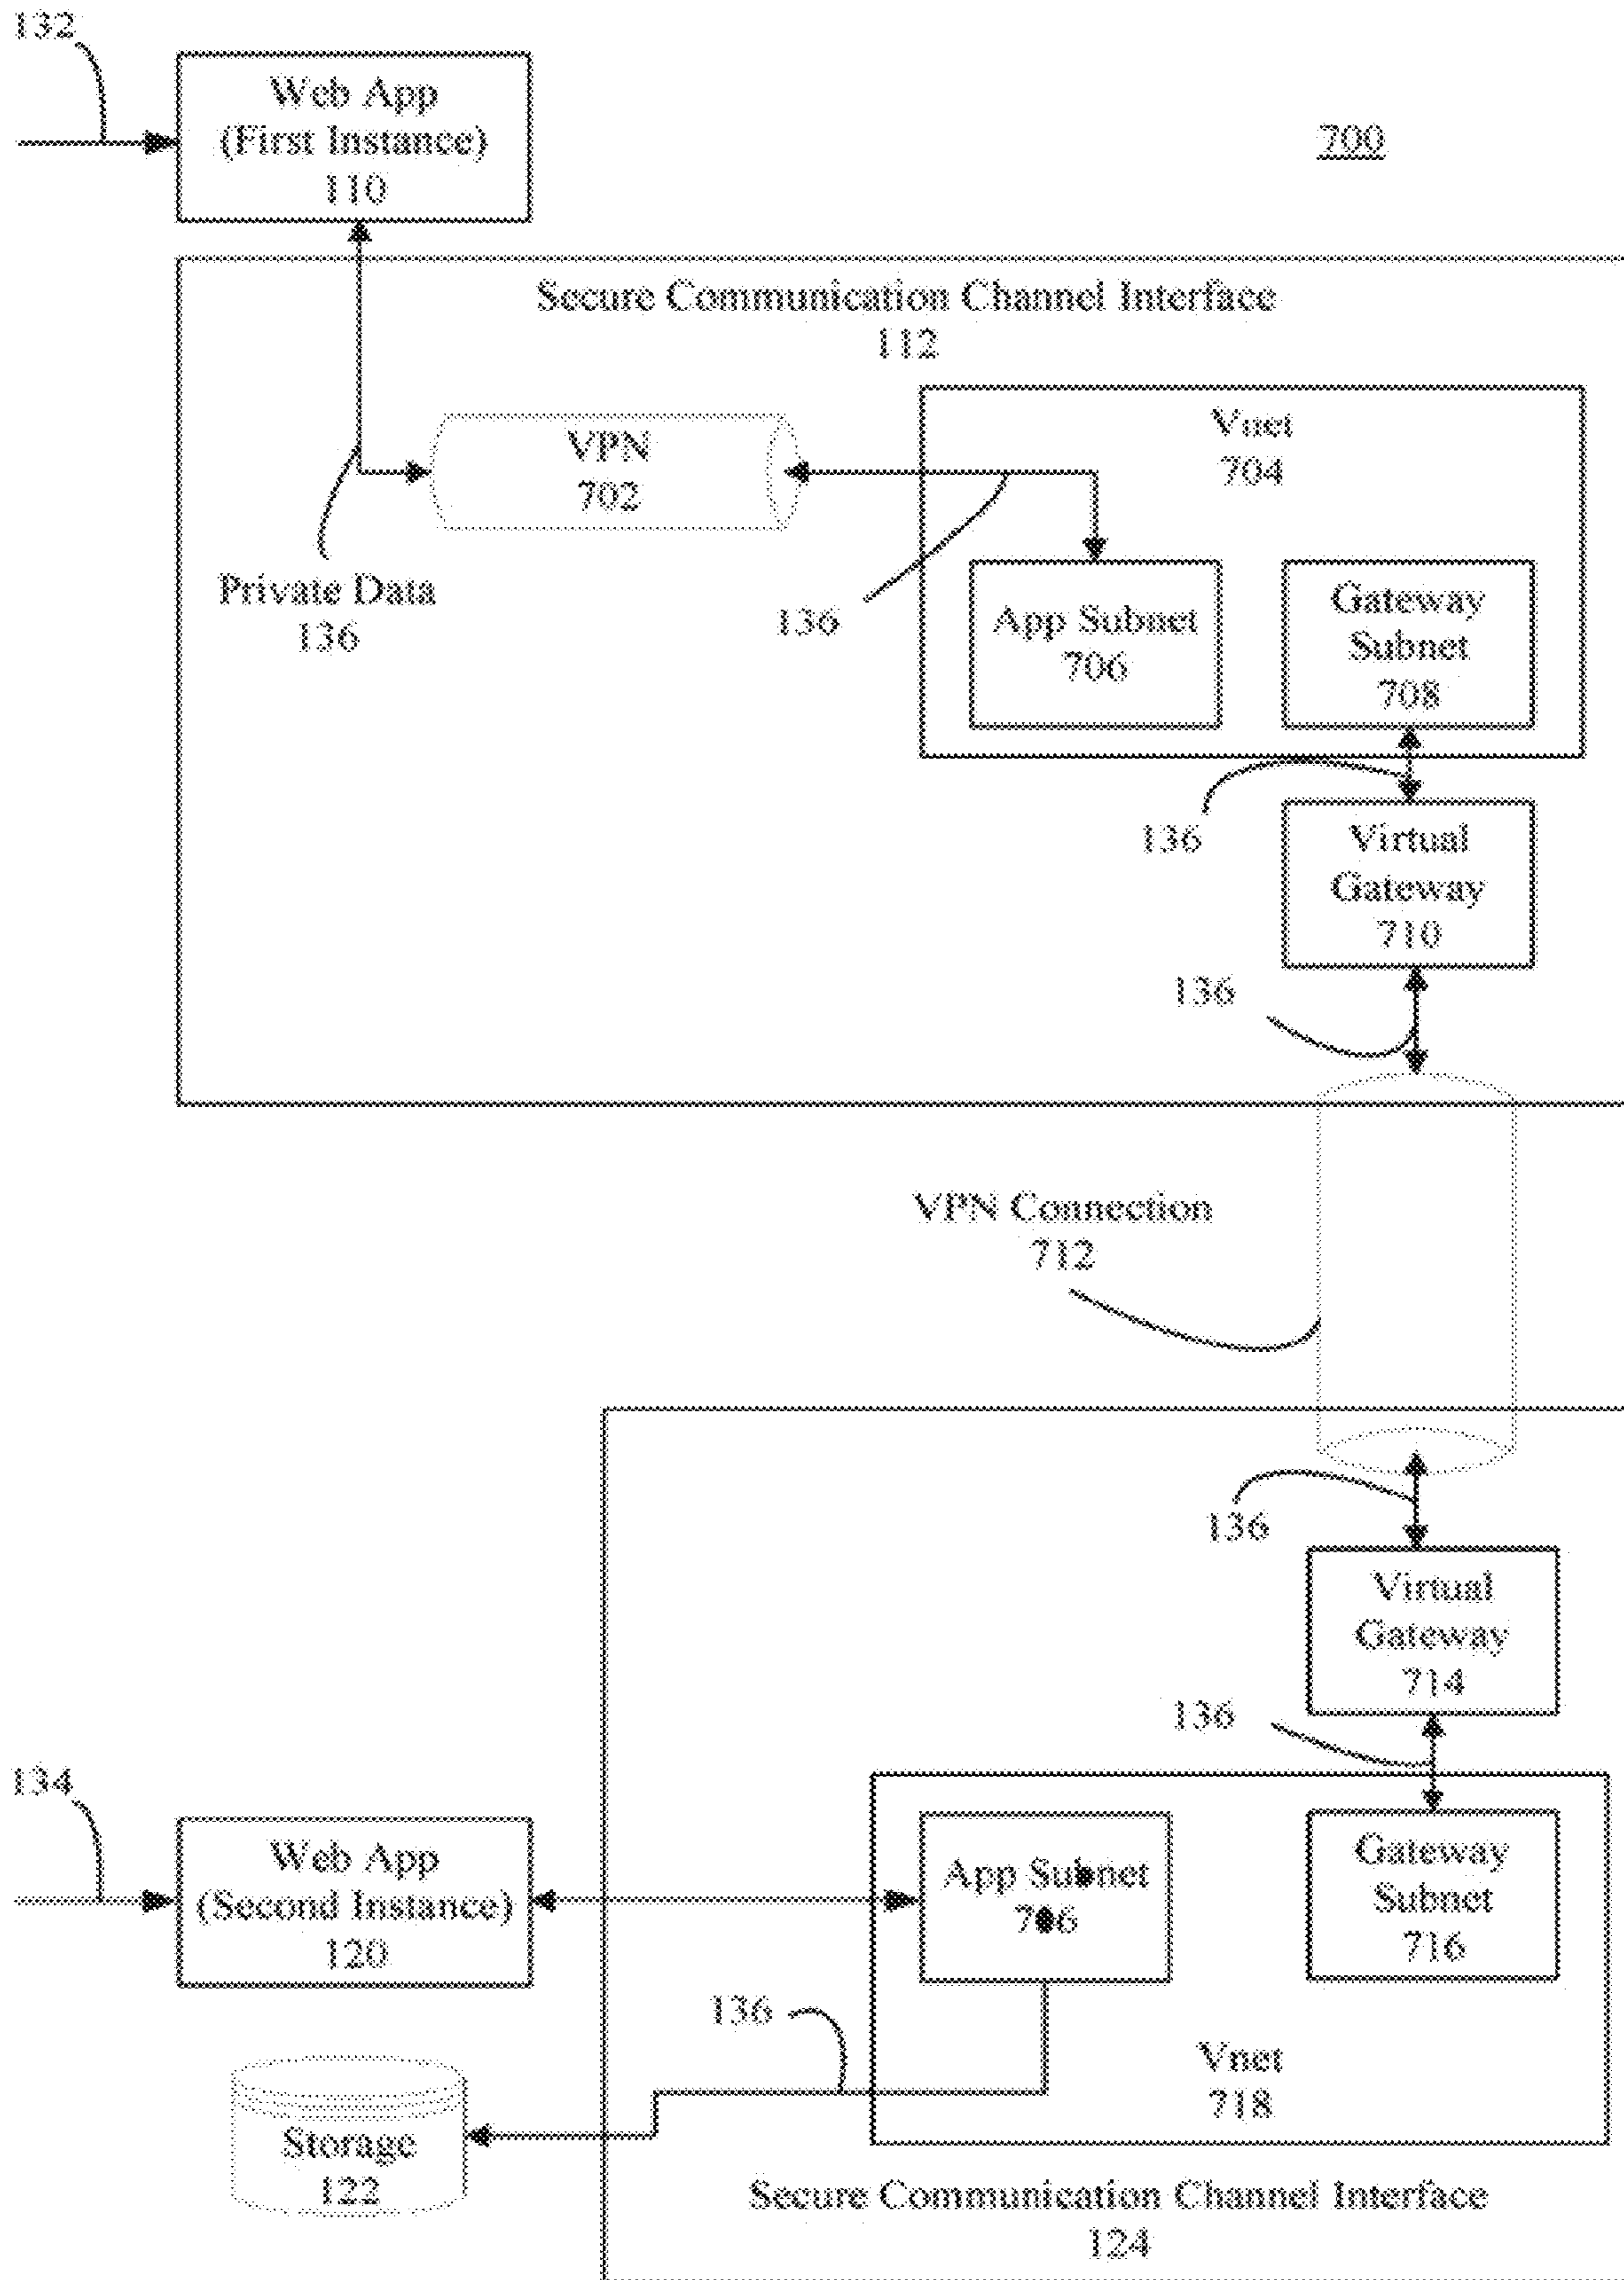 132
Web App
(First Instance)
110
700
Secure Communication Channel Interface
112
VPN
702
Vnet
704
Private Data
136
136
App Subnet
706
Gateway
Subnet
708
136
Virtual
Gateway
710
136
VPN Connection
712
136
Virtual
Gateway
714
136
134
Web App
(Second Instance)
120
App Subnet
706
Gateway
Subnet
716
136
Vnet
718
Storage
122
Secure Communication Channel Interface
124